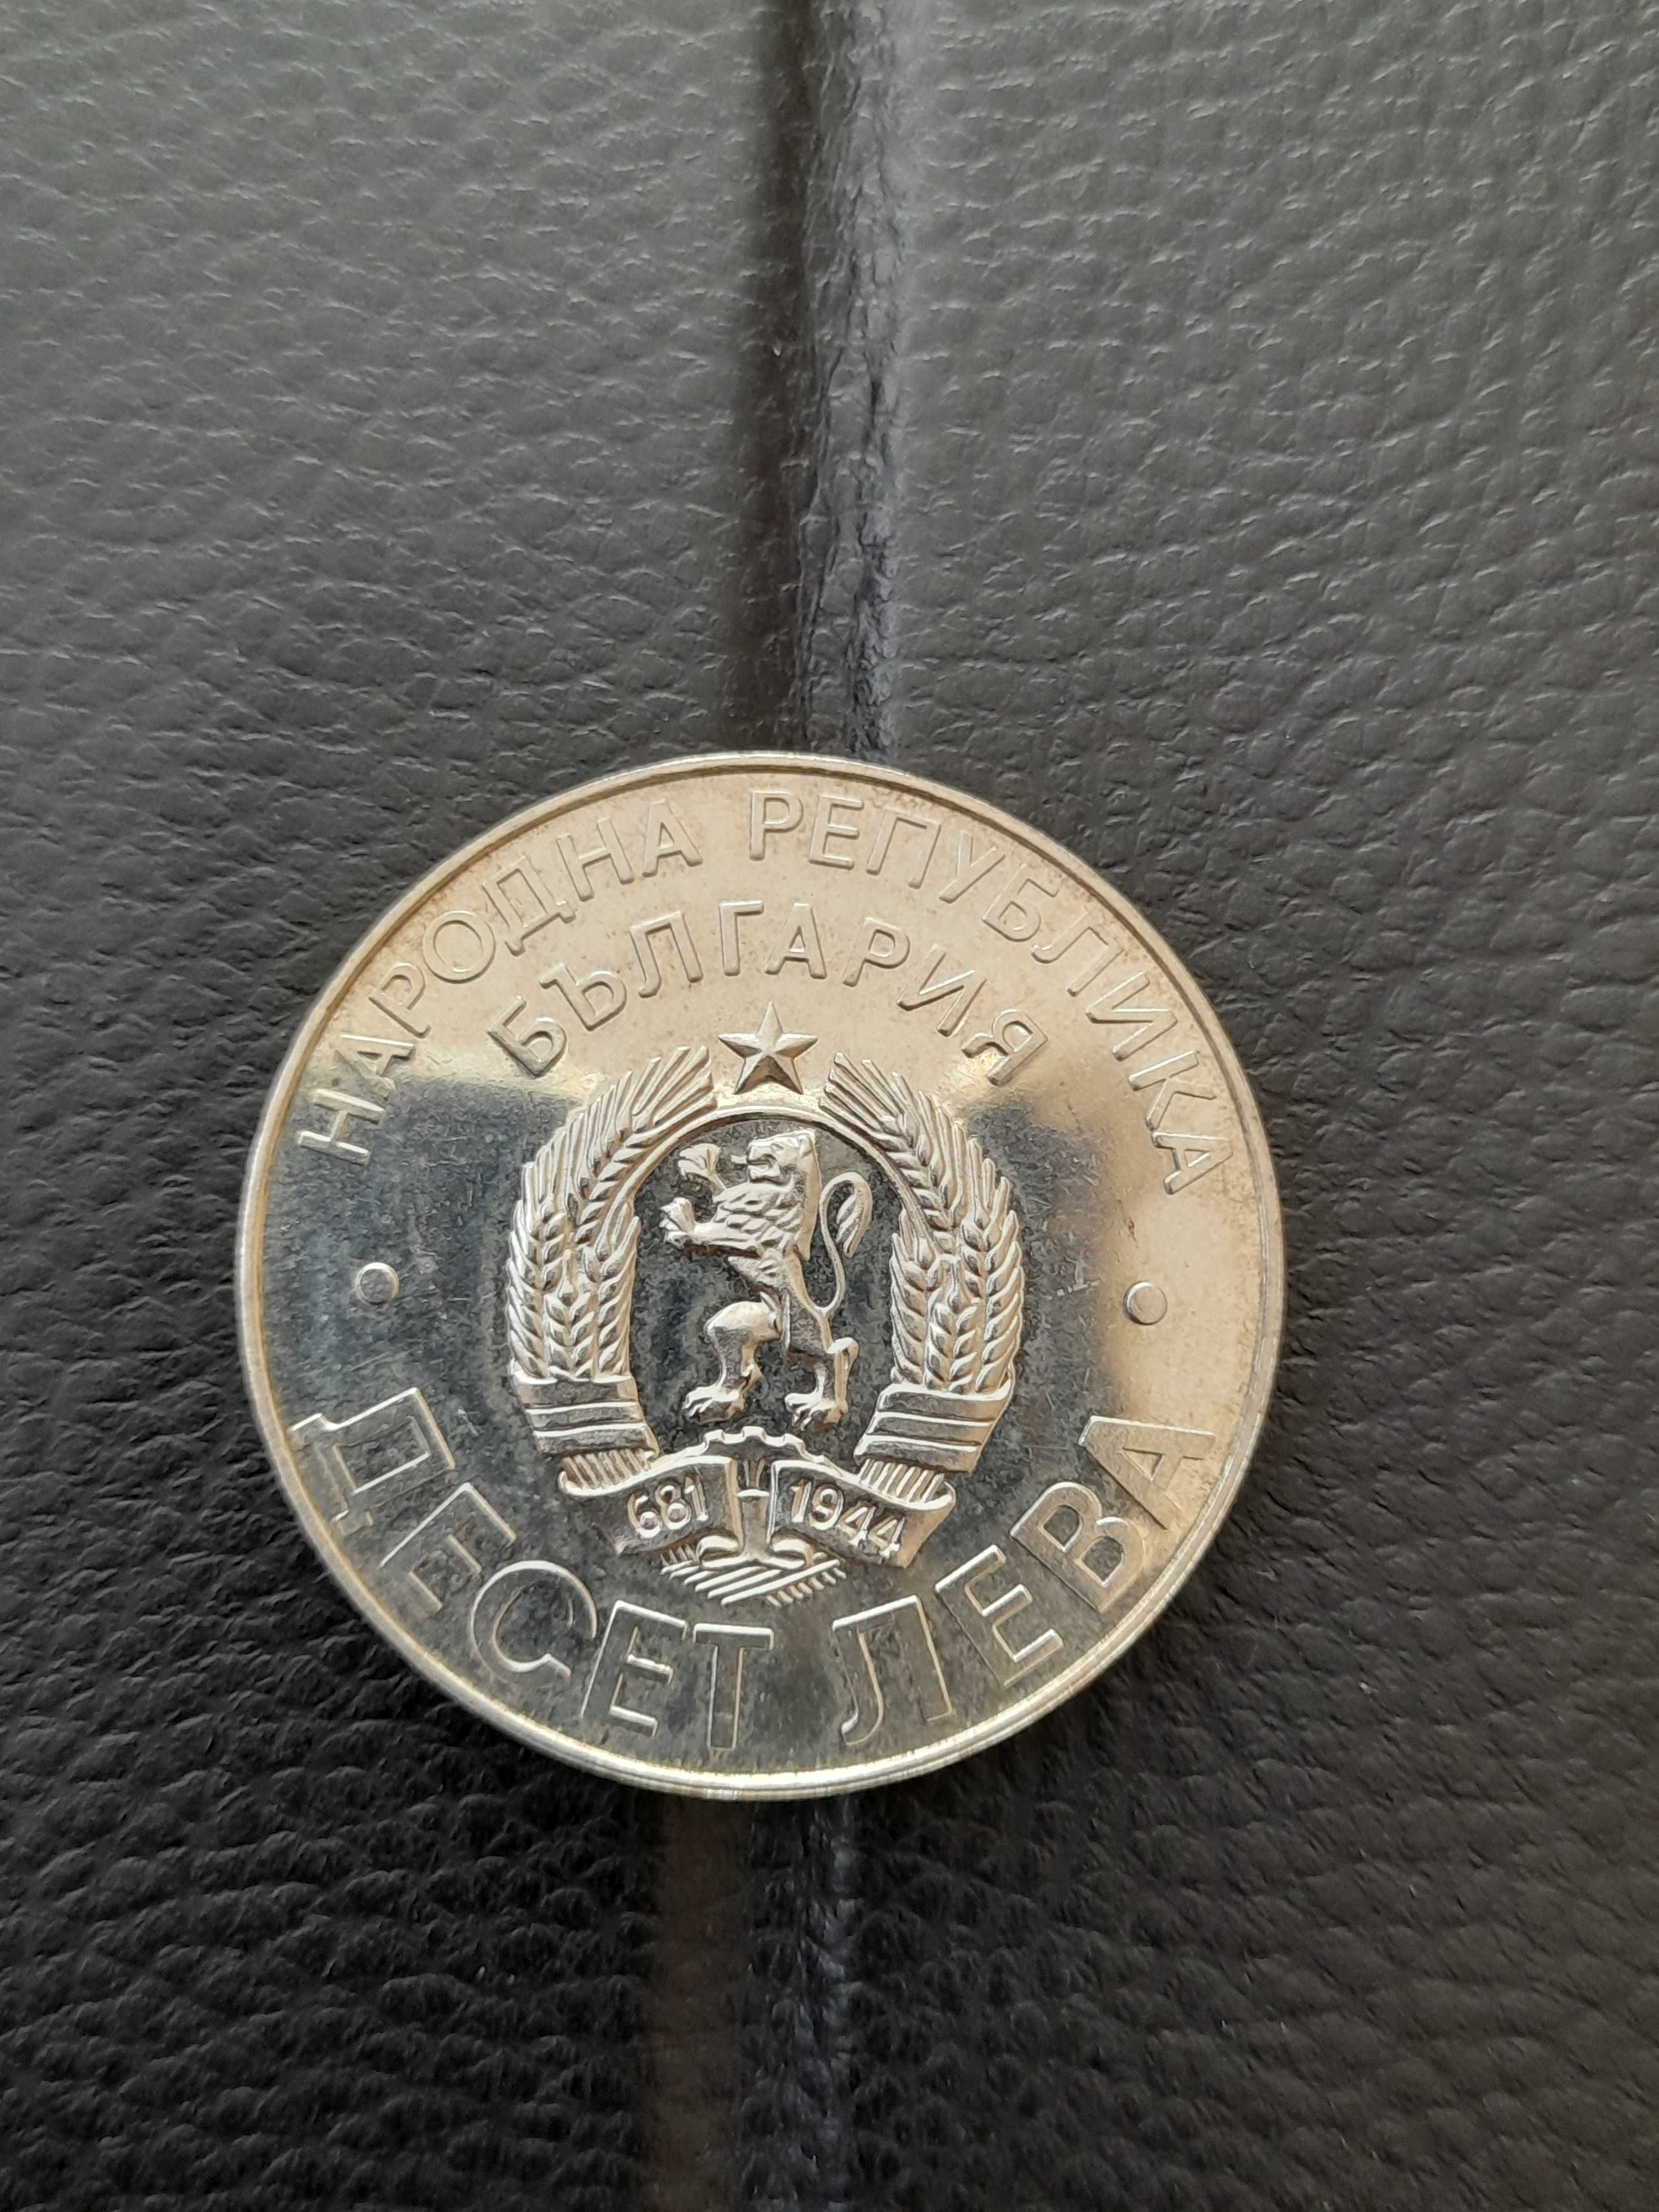 НАРОДНА РЕПУБЛИКА
БЪЛГАРИЯ
681 1944
ДЕСЕТ ЛЕВА